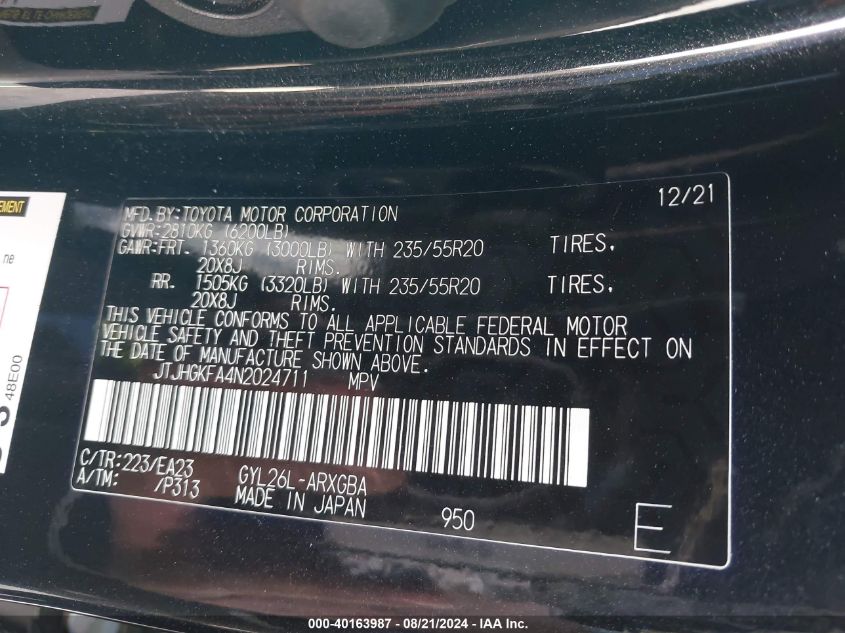 EMENT
ne
48E00
12/21
MFD. BY: TOYOTA MOTOR CORPORATION
GVWR: 2810KG (6200LB)
GAWR: FRT. 1360KG (3000LB) WITH 235/55R20 TIRES,
20X8J RIMS.
RR. 1505KG (3320LB) WITH 235/55R20 TIRES,
20X8J RIMS.
THIS VEHICLE CONFORMS TO ALL APPLICABLE FEDERAL MOTOR
VEHICLE SAFETY AND THEFT PREVENTION STANDARDS IN EFFECT ON
THE DATE OF MANUFACTURE SHOWN ABOVE.
JTJHGKFA4N2024711 MPV
C/TR: 223/EA23 GYL26L-ARXGBA
A/TM: /P313 MADE IN JAPAN 950
E
000-40163987 - 08/21/2024 - IAA Inc.